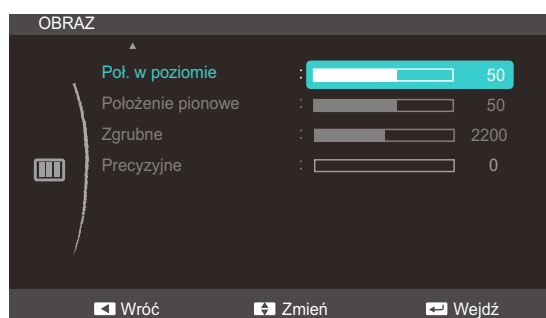 OBRAZ
Poł. w poziomie : 50
Położenie pionowe : 50
Zgrubne : 2200
Precyzyjne : 0
Wróć Zmień Wejdź